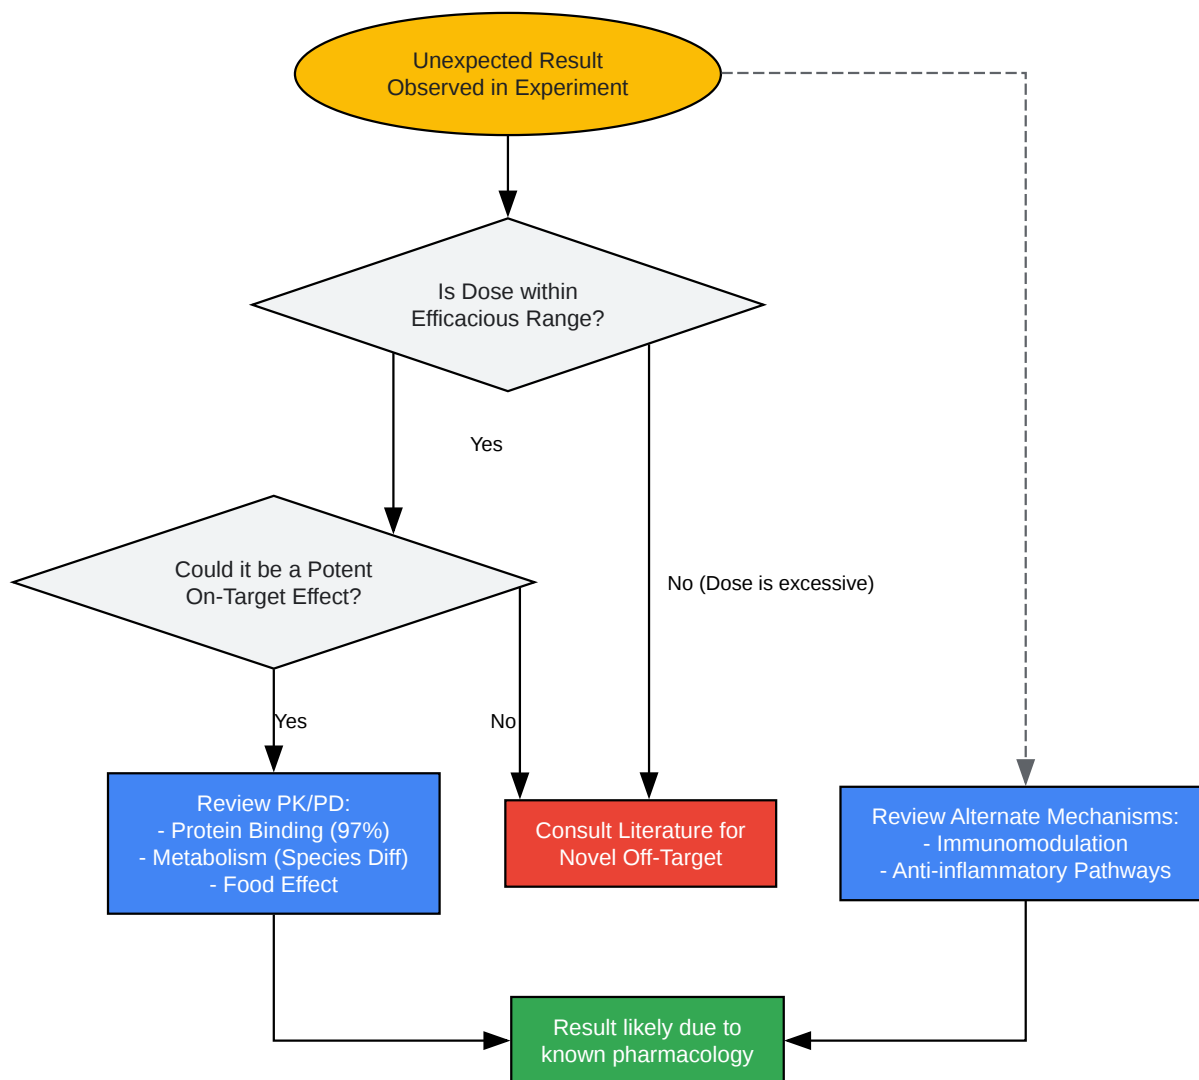 Unexpected Result
Observed in Experiment
Is Dose within
Efficacious Range?
Yes
Could it be a Potent
On-Target Effect?
No (Dose is excessive)
Yes
No
Review PK/PD:
- Protein Binding (97%)
- Metabolism (Species Diff)
- Food Effect
Consult Literature for
Novel Off-Target
Review Alternate Mechanisms:
- Immunomodulation
- Anti-inflammatory Pathways
Result likely due to
known pharmacology